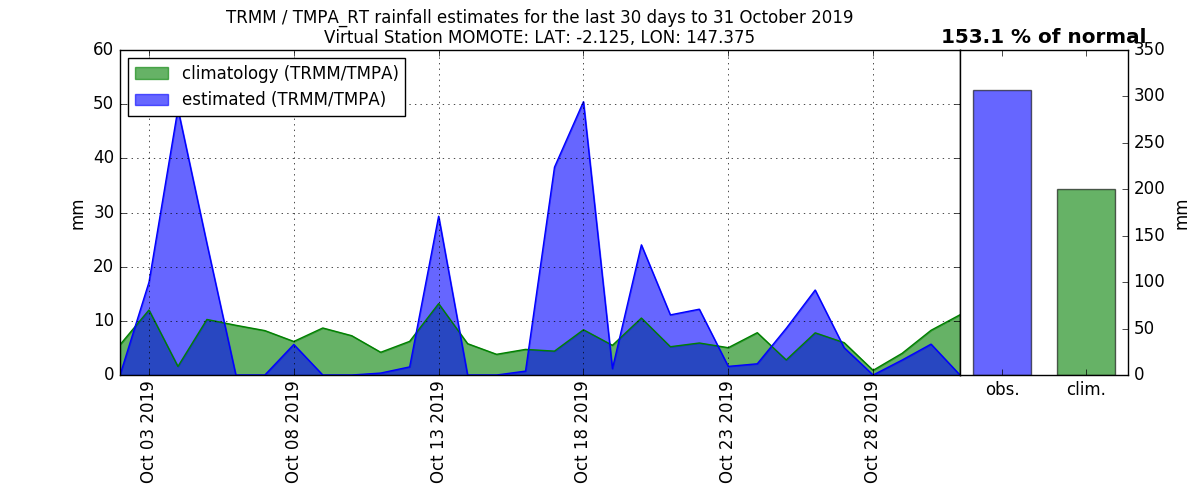 TRMM / TMPA_RT rainfall estimates for the last 30 days to 31 October 2019
Virtual Station MOMOTE: LAT: -2.125, LON: 147.375
153.1 % of normal
climatology (TRMM/TMPA)
estimated (TRMM/TMPA)
60
50
40
30
20
10
0
mm
350
300
250
200
150
100
50
0
mm
Oct 03 2019
Oct 08 2019
Oct 13 2019
Oct 18 2019
Oct 23 2019
Oct 28 2019
obs.
clim.